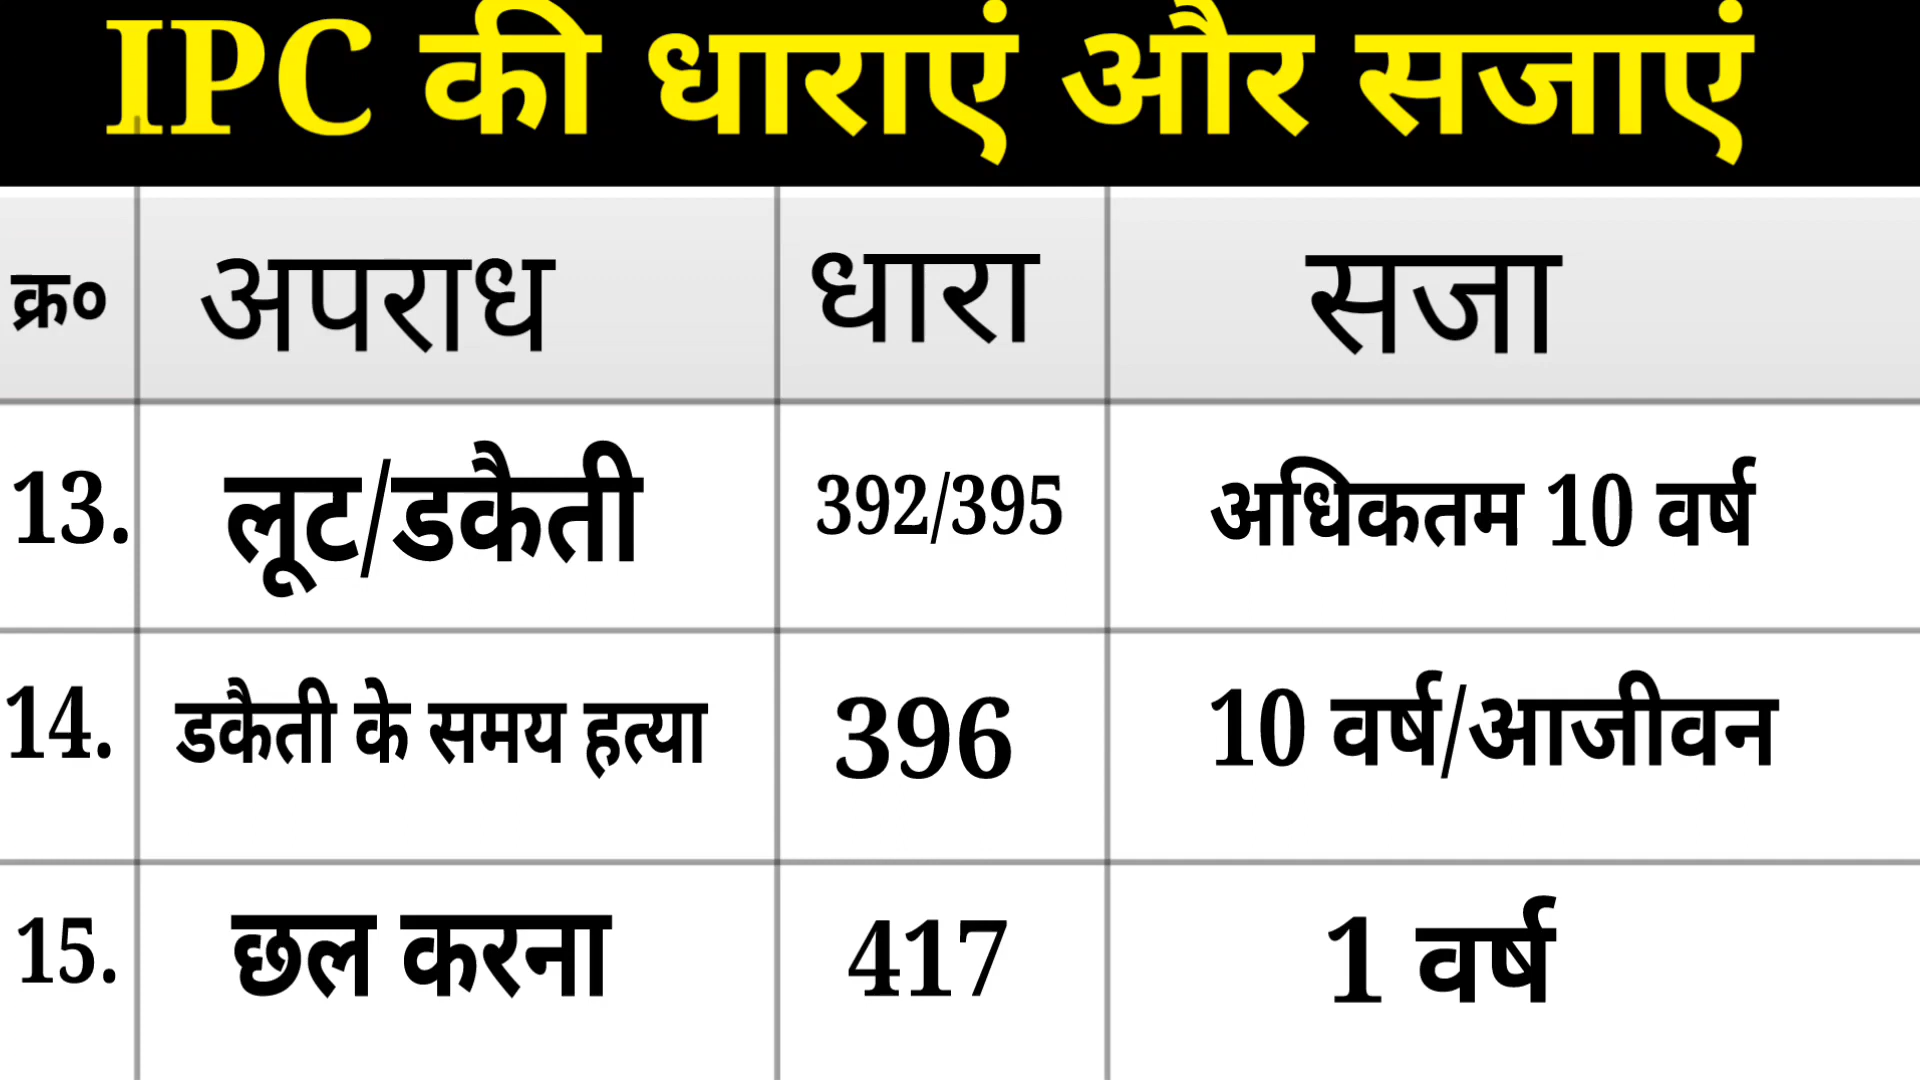 IPC की धाराएं और सजाएं
क्र० अपराध धारा सजा
13. लूट/डकैती 392/395 अधिकतम 10 वर्ष
14. डकैती के समय हत्या 396 10 वर्ष/आजीवन
15. छल करना 417 1 वर्ष